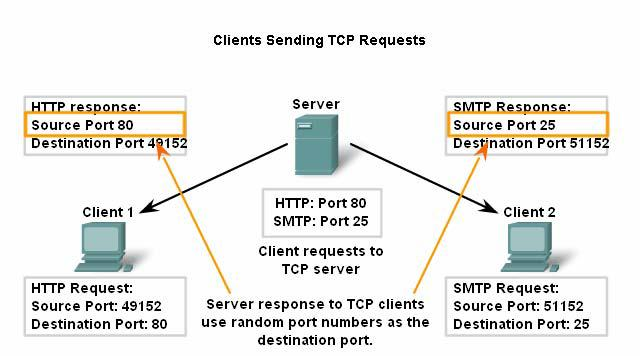 Clients Sending TCP Requests
HTTP response:
Source Port 80
Destination Port 49152
Server
SMTP Response:
Source Port 25
Destination Port 51152
HTTP: Port 80
SMTP: Port 25
Client requests to
TCP server
Client 1
HTTP Request:
Source Port: 49152
Destination Port: 80
Client 2
SMTP Request:
Source Port: 51152
Destination Port: 25
Server response to TCP clients
use random port numbers as the
destination port.